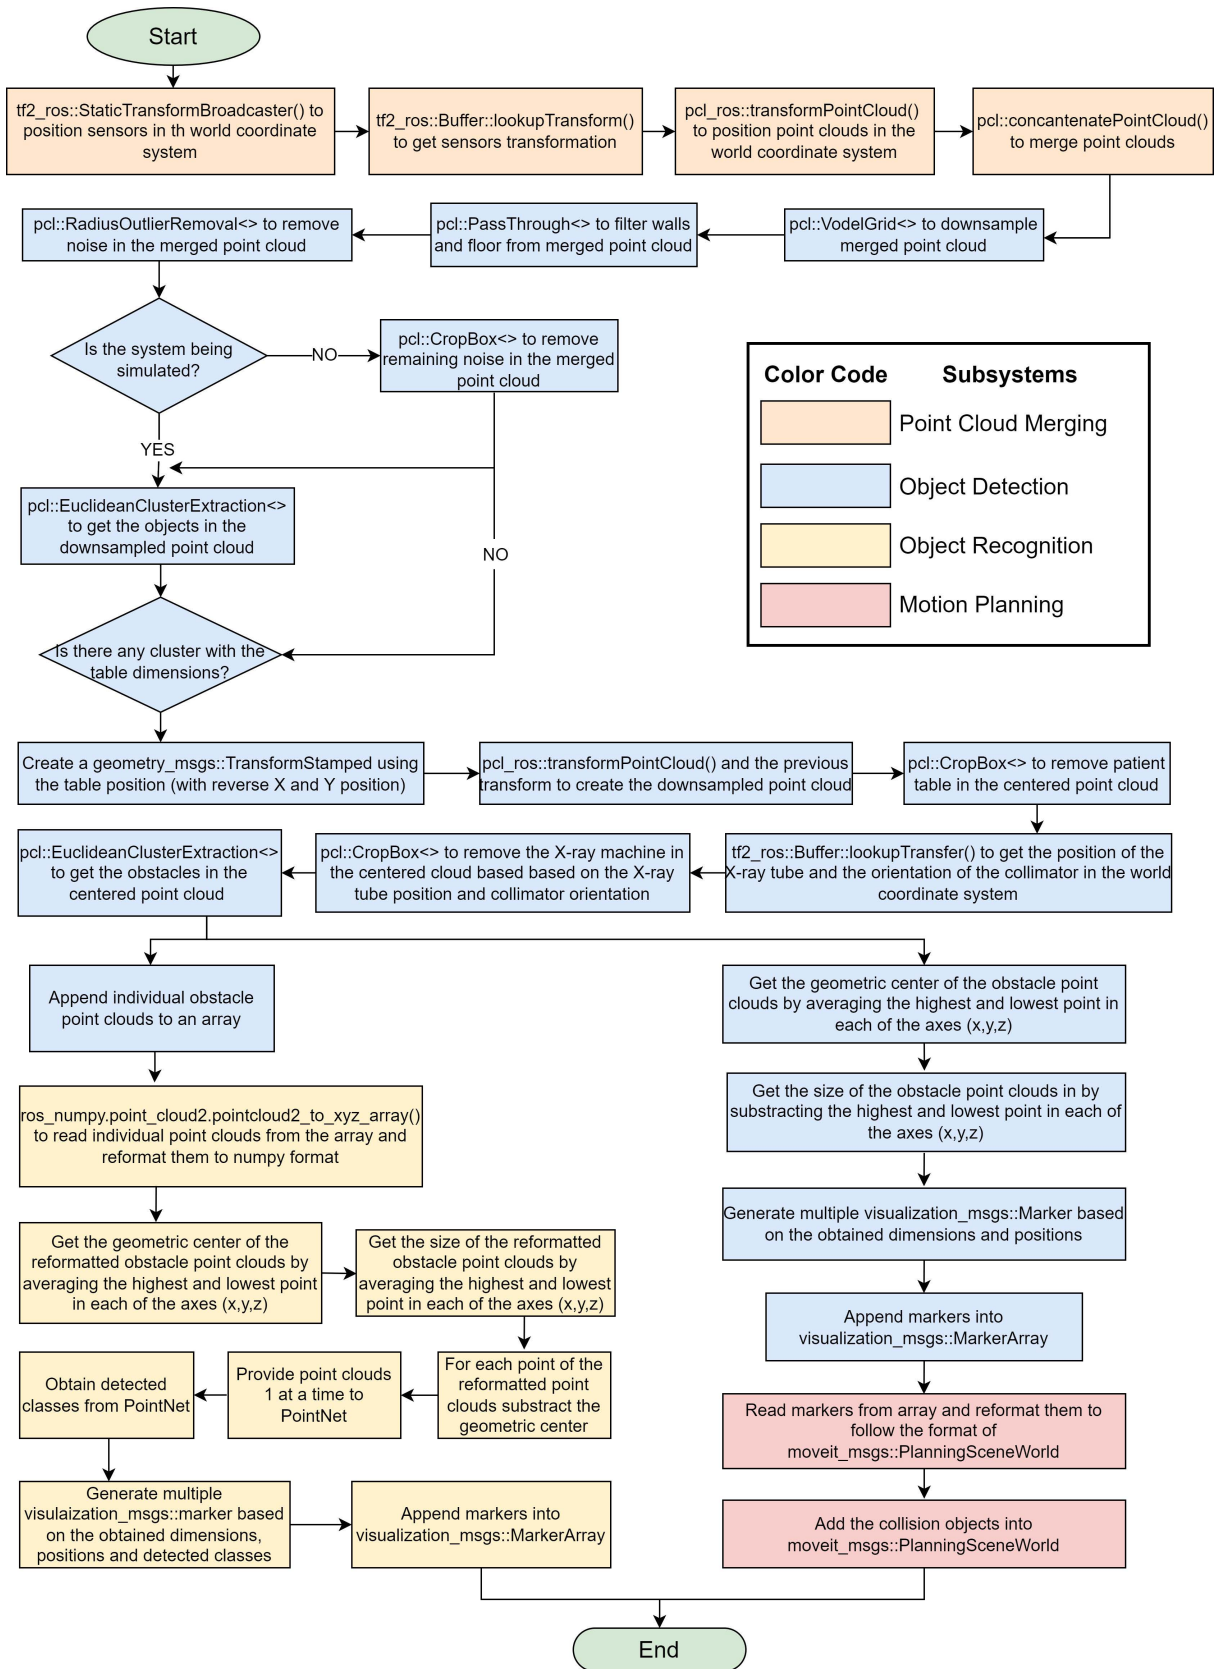 Start
tf2_ros::StaticTransformBroadcaster() to
position sensors in th world coordinate
system
tf2_ros::Buffer::lookupTransform()
to get sensors transformation
pcl_ros::transformPointCloud()
to position point clouds in the
world coordinate system
pcl::concantenatePointCloud()
to merge point clouds
pcl::RadiusOutlierRemoval<> to remove
noise in the merged point cloud
pcl::PassThrough<> to filter walls
and floor from merged point cloud
pcl::VodelGrid<> to downsample
merged point cloud
Is the system being
simulated?
NO
pcl::CropBox<> to remove
remaining noise in the merged
point cloud
YES
Color Code
Subsystems
Point Cloud Merging
Object Detection
Object Recognition
Motion Planning
pcl::EuclideanClusterExtraction<>
to get the objects in the
downsampled point cloud
NO
Is there any cluster with the
table dimensions?
Create a geometry_msgs::TransformStamped using
the table position (with reverse X and Y position)
pcl_ros::transformPointCloud() and the previous
transform to create the downsampled point cloud
pcl::CropBox<> to remove patient
table in the centered point cloud
pcl::EuclideanClusterExtraction<>
to get the obstacles in the
centered point cloud
pcl::CropBox<> to remove the X-ray machine in
the centered cloud based based on the X-ray
tube position and collimator orientation
tf2_ros::Buffer::lookupTransfer() to get the position of the
X-ray tube and the orientation of the collimator in the world
coordinate system
Append individual obstacle
point clouds to an array
Get the geometric center of the obstacle point
clouds by averaging the highest and lowest point in
each of the axes (x,y,z)
ros_numpy.point_cloud2.pointcloud2_to_xyz_array()
to read individual point clouds from the array and
reformat them to numpy format
Get the size of the obstacle point clouds in by
substracting the highest and lowest point in each of
the axes (x,y,z)
Generate multiple visualization_msgs::Marker based
on the obtained dimensions and positions
Get the geometric center of the
reformatted obstacle point clouds by
averaging the highest and lowest point
in each of the axes (x,y,z)
Get the size of the reformatted
obstacle point clouds by
averaging the highest and lowest
point in each of the axes (x,y,z)
Append markers into
visualization_msgs::MarkerArray
Obtain detected
classes from PointNet
Provide point clouds
1 at a time to
PointNet
For each point of the
reformatted point
clouds substract the
geometric center
Read markers from array and reformat them to
follow the format of
moveit_msgs::PlanningSceneWorld
Generate multiple
visulaization_msgs::marker based
on the obtained dimensions,
positions and detected classes
Append markers into
visualization_msgs::MarkerArray
Add the collision objects into
moveit_msgs::PlanningSceneWorld
End